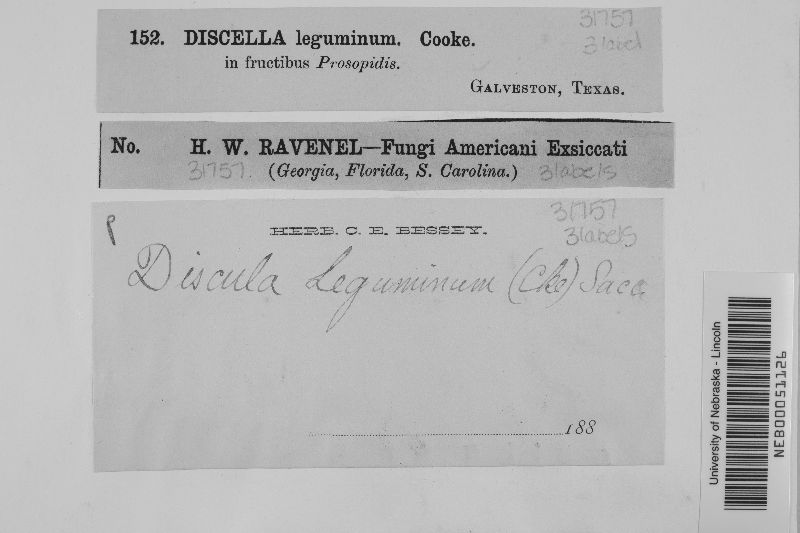 31757
3 label
152. DISCELLA leguminum. Cooke.
in fructibus Prosopidis.
GALVESTON, TEXAS.
No. H. W. RAVENEL—Fungi Americani Exsiccati
31757. (Georgia, Florida, S. Carolina.) 3 labels
31757
3 labels
HERB. C. E. BESSEY.
Discula Leguminum (Cke) Sacc.
188
University of Nebraska - Lincoln
NEB00051126